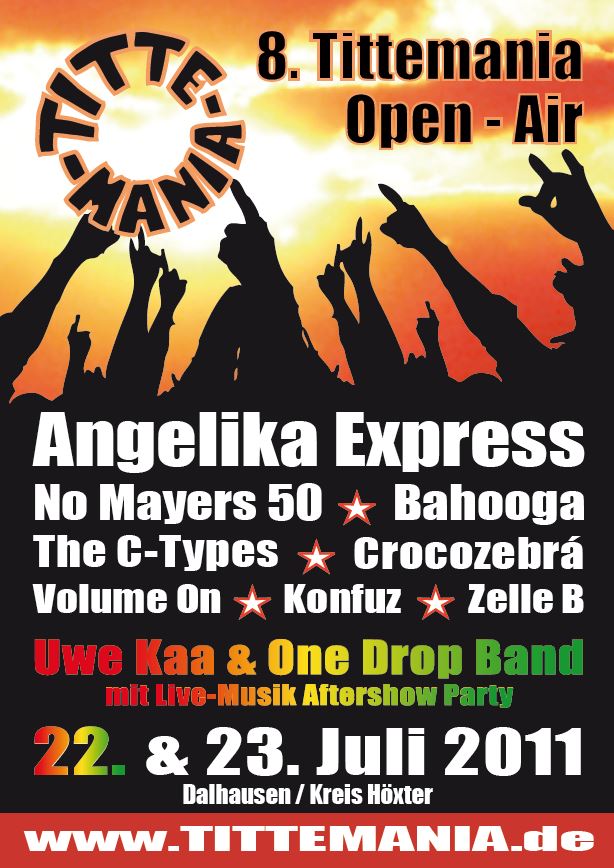 -TITTE-
-MANIA-
8. Tittemania
Open - Air
Angelika Express
No Mayers 50 ★ Bahooga
The C-Types ★ Crocozebrá
Volume On ★ Konfuz ★ Zelle B
Uwe Kaa & One Drop Band
mit Live-Musik Aftershow Party
22. & 23. Juli 2011
Dalhausen / Kreis Höxter
www.TITTEMANIA.de